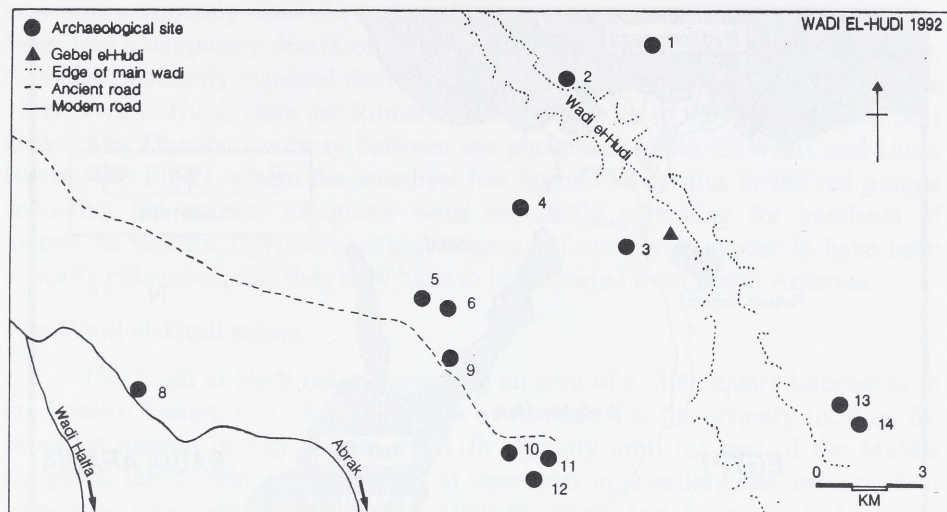 WADI EL-HUDI 1992
Archaeological site
Gebel el-Hudi
Edge of main wadi
Ancient road
Modern road
1
2
Wadi el-Hudi
4
3
5
6
9
8
Wadi Halfa
Abrak
10
11
12
13
14
0 3
KM